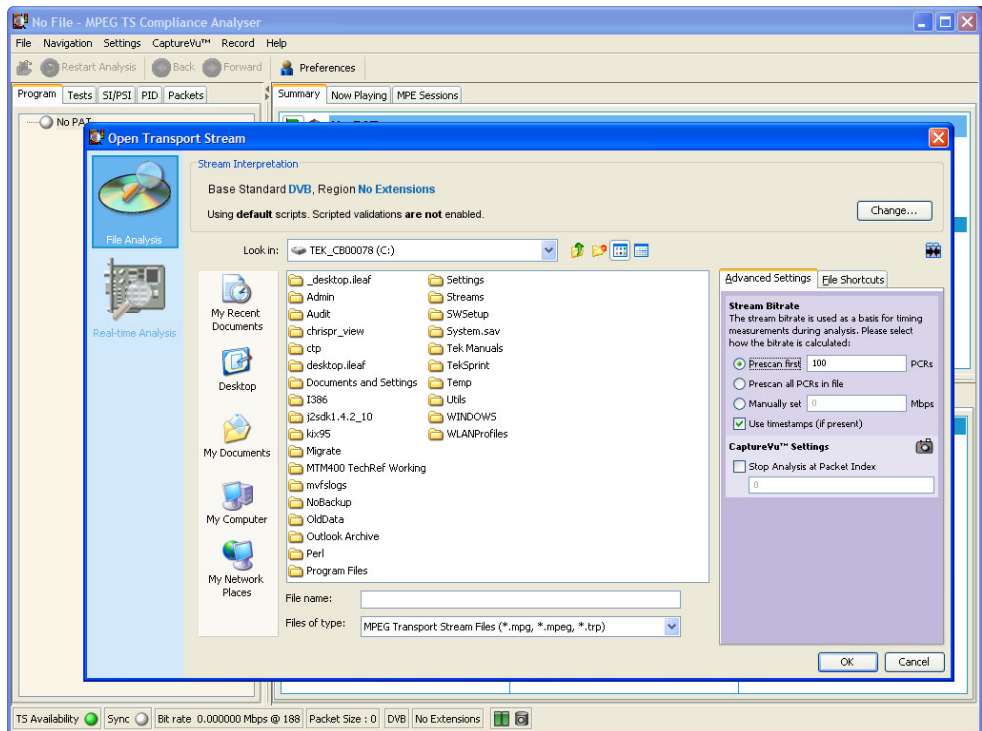 No File - MPEG TS Compliance Analyser
File Navigation Settings CaptureVu™ Record Help
Restart Analysis Back Forward Preferences
Program Tests SI/PSI PID Packets Summary Now Playing MPE Sessions
No PAT
Open Transport Stream
Stream Interpretation
Base Standard DVB, Region No Extensions
Using default scripts. Scripted validations are not enabled.
Change...
File Analysis
Real-time Analysis
Look in: TEK_CB00078 (C:)
My Recent Documents
Desktop
My Documents
My Computer
My Network Places
_desktop.ileaf
Admin
Audit
chrispr_view
ctp
desktop.ileaf
Documents and Settings
I386
j2sdk1.4.2_10
kix95
Migrate
MTM400 TechRef Working
mvfslogs
NoBackup
OldData
Outlook Archive
Perl
Program Files
Settings
Streams
SWSetup
System.sav
Tek Manuals
TekSprint
Temp
Utils
WINDOWS
WLANProfiles
File name:
Files of type: MPEG Transport Stream Files (*.mpg, *.mpeg, *.trp)
Advanced Settings File Shortcuts
Stream Bitrate
The stream bitrate is used as a basis for timing
measurements during analysis. Please select
how the bitrate is calculated:
Prescan first 100 PCRs
Prescan all PCRs in file
Manually set 0 Mbps
Use timestamps (if present)
CaptureVu™ Settings
Stop Analysis at Packet Index
0
OK Cancel
TS Availability Sync Bit rate 0.000000 Mbps @ 188 Packet Size : 0 DVB No Extensions